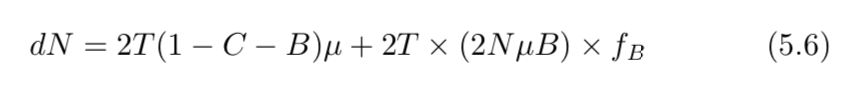 dN = 2T(1 − C − B)μ + 2T × (2NμB) × f_B (5.6)